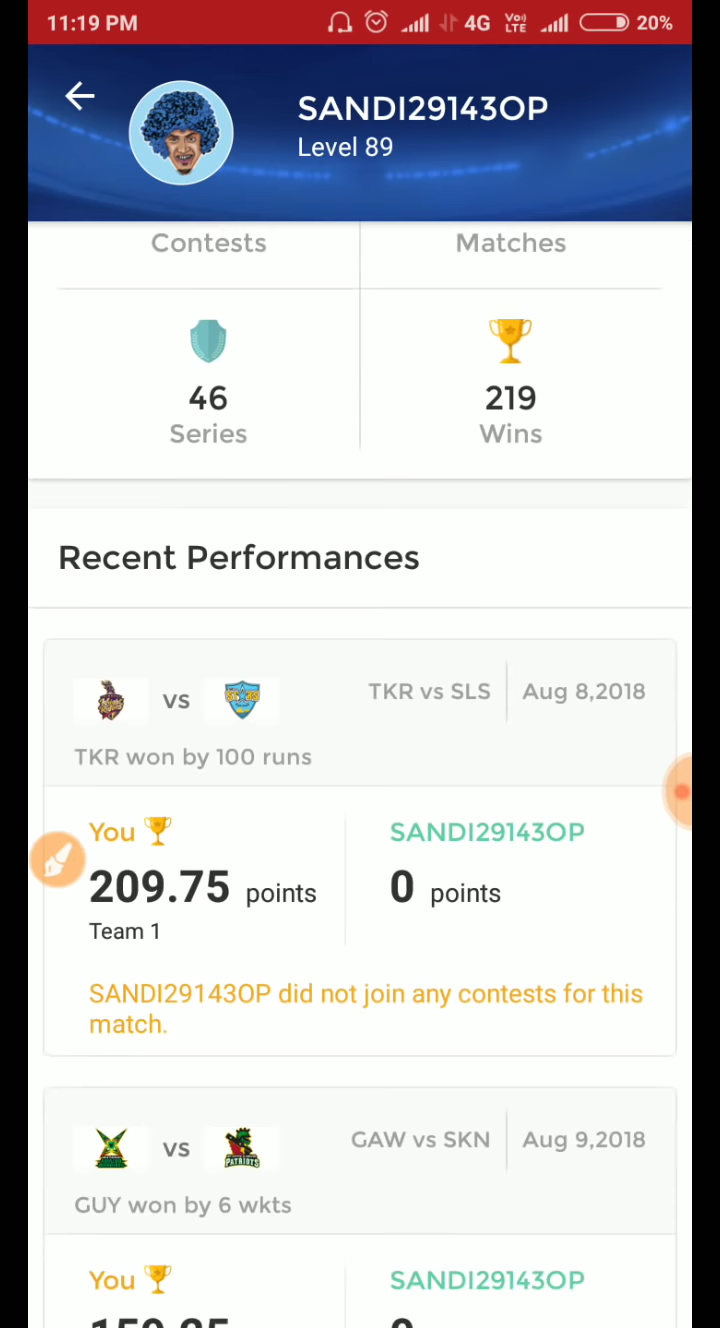 11:19 PM
4G
Vo)) LTE
20%
SANDI29143OP
Level 89
Contests
Matches
46
Series
219
Wins
Recent Performances
vs
TKR vs SLS
Aug 8,2018
TKR won by 100 runs
You
SANDI29143OP
209.75 points
0 points
Team 1
SANDI29143OP did not join any contests for this
match.
vs
PATRIOTS
GAW vs SKN
Aug 9,2018
GUY won by 6 wkts
You
SANDI29143OP